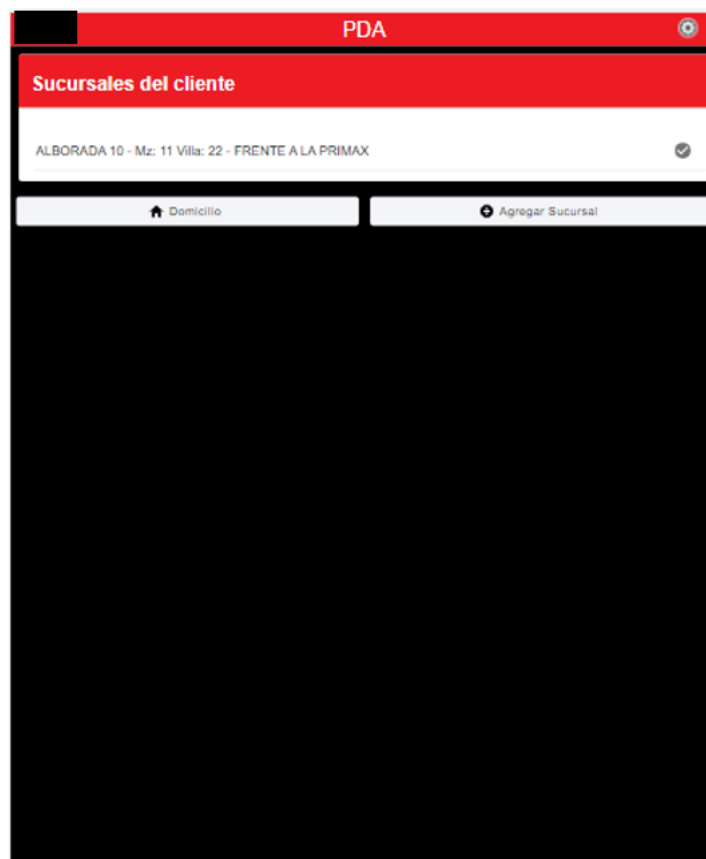 PDA
Sucursales del cliente
ALBORADA 10 - Mz: 11 Villa: 22 - FRENTE A LA PRIMAX
Domicilio
Agregar Sucursal